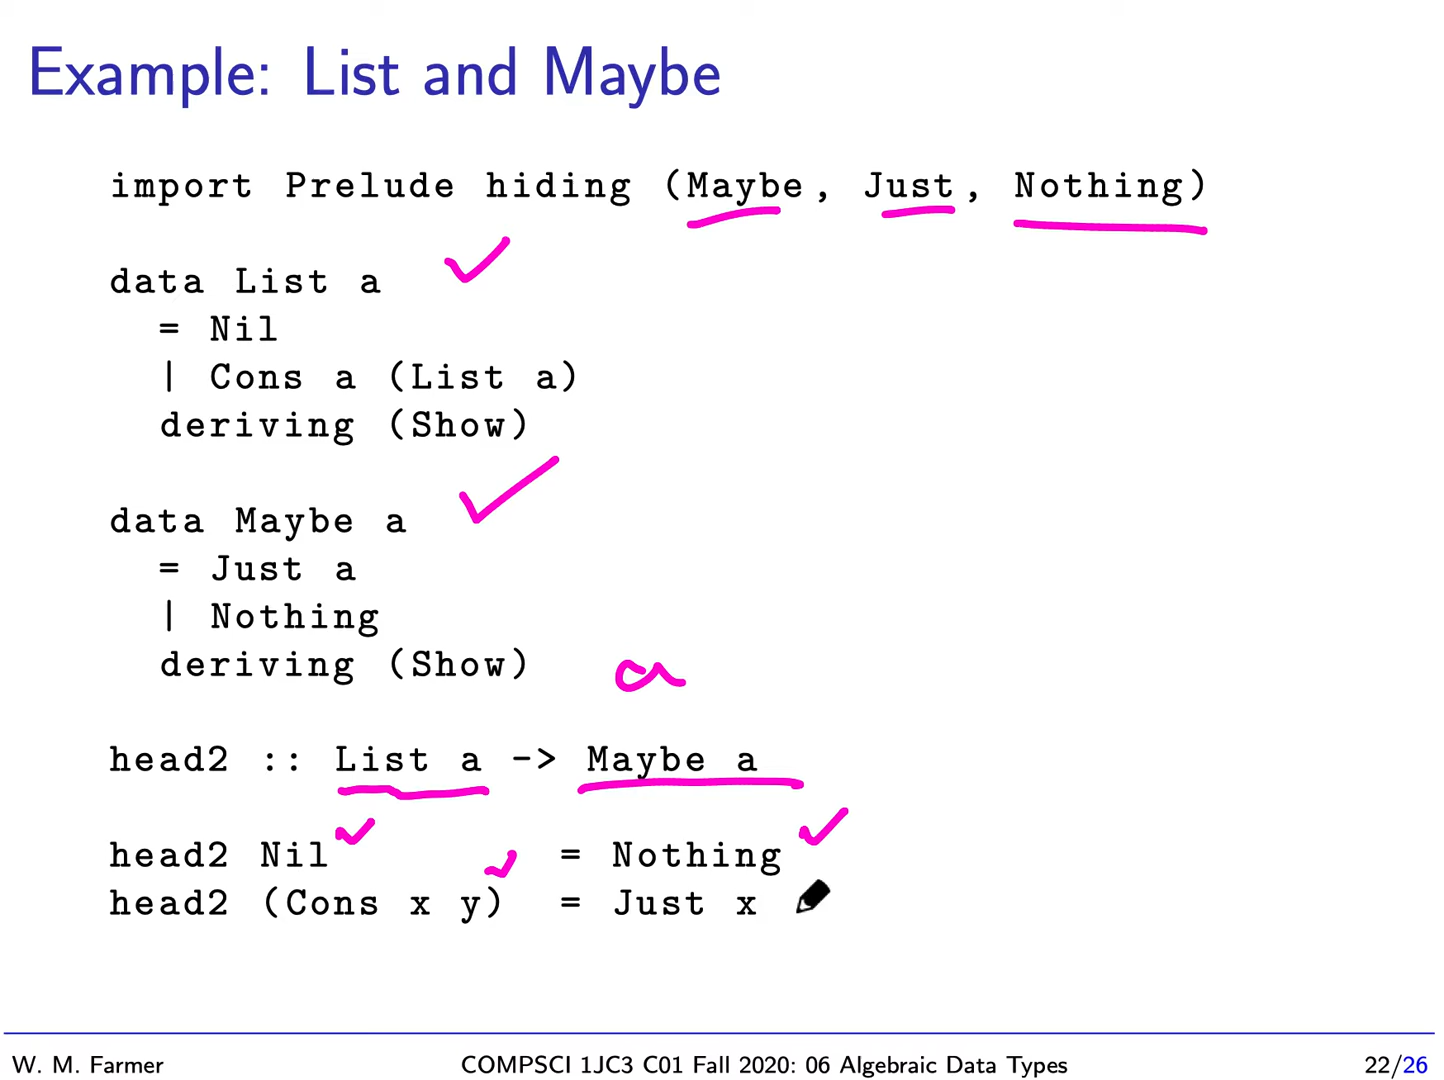 Example: List and Maybe
import Prelude hiding (Maybe, Just, Nothing)
data List a
= Nil
| Cons a (List a)
deriving (Show)
data Maybe a
= Just a
| Nothing
deriving (Show)
a
head2 :: List a -> Maybe a
head2 Nil = Nothing
head2 (Cons x y) = Just x
W. M. Farmer COMPSCI 1JC3 C01 Fall 2020: 06 Algebraic Data Types 22/26